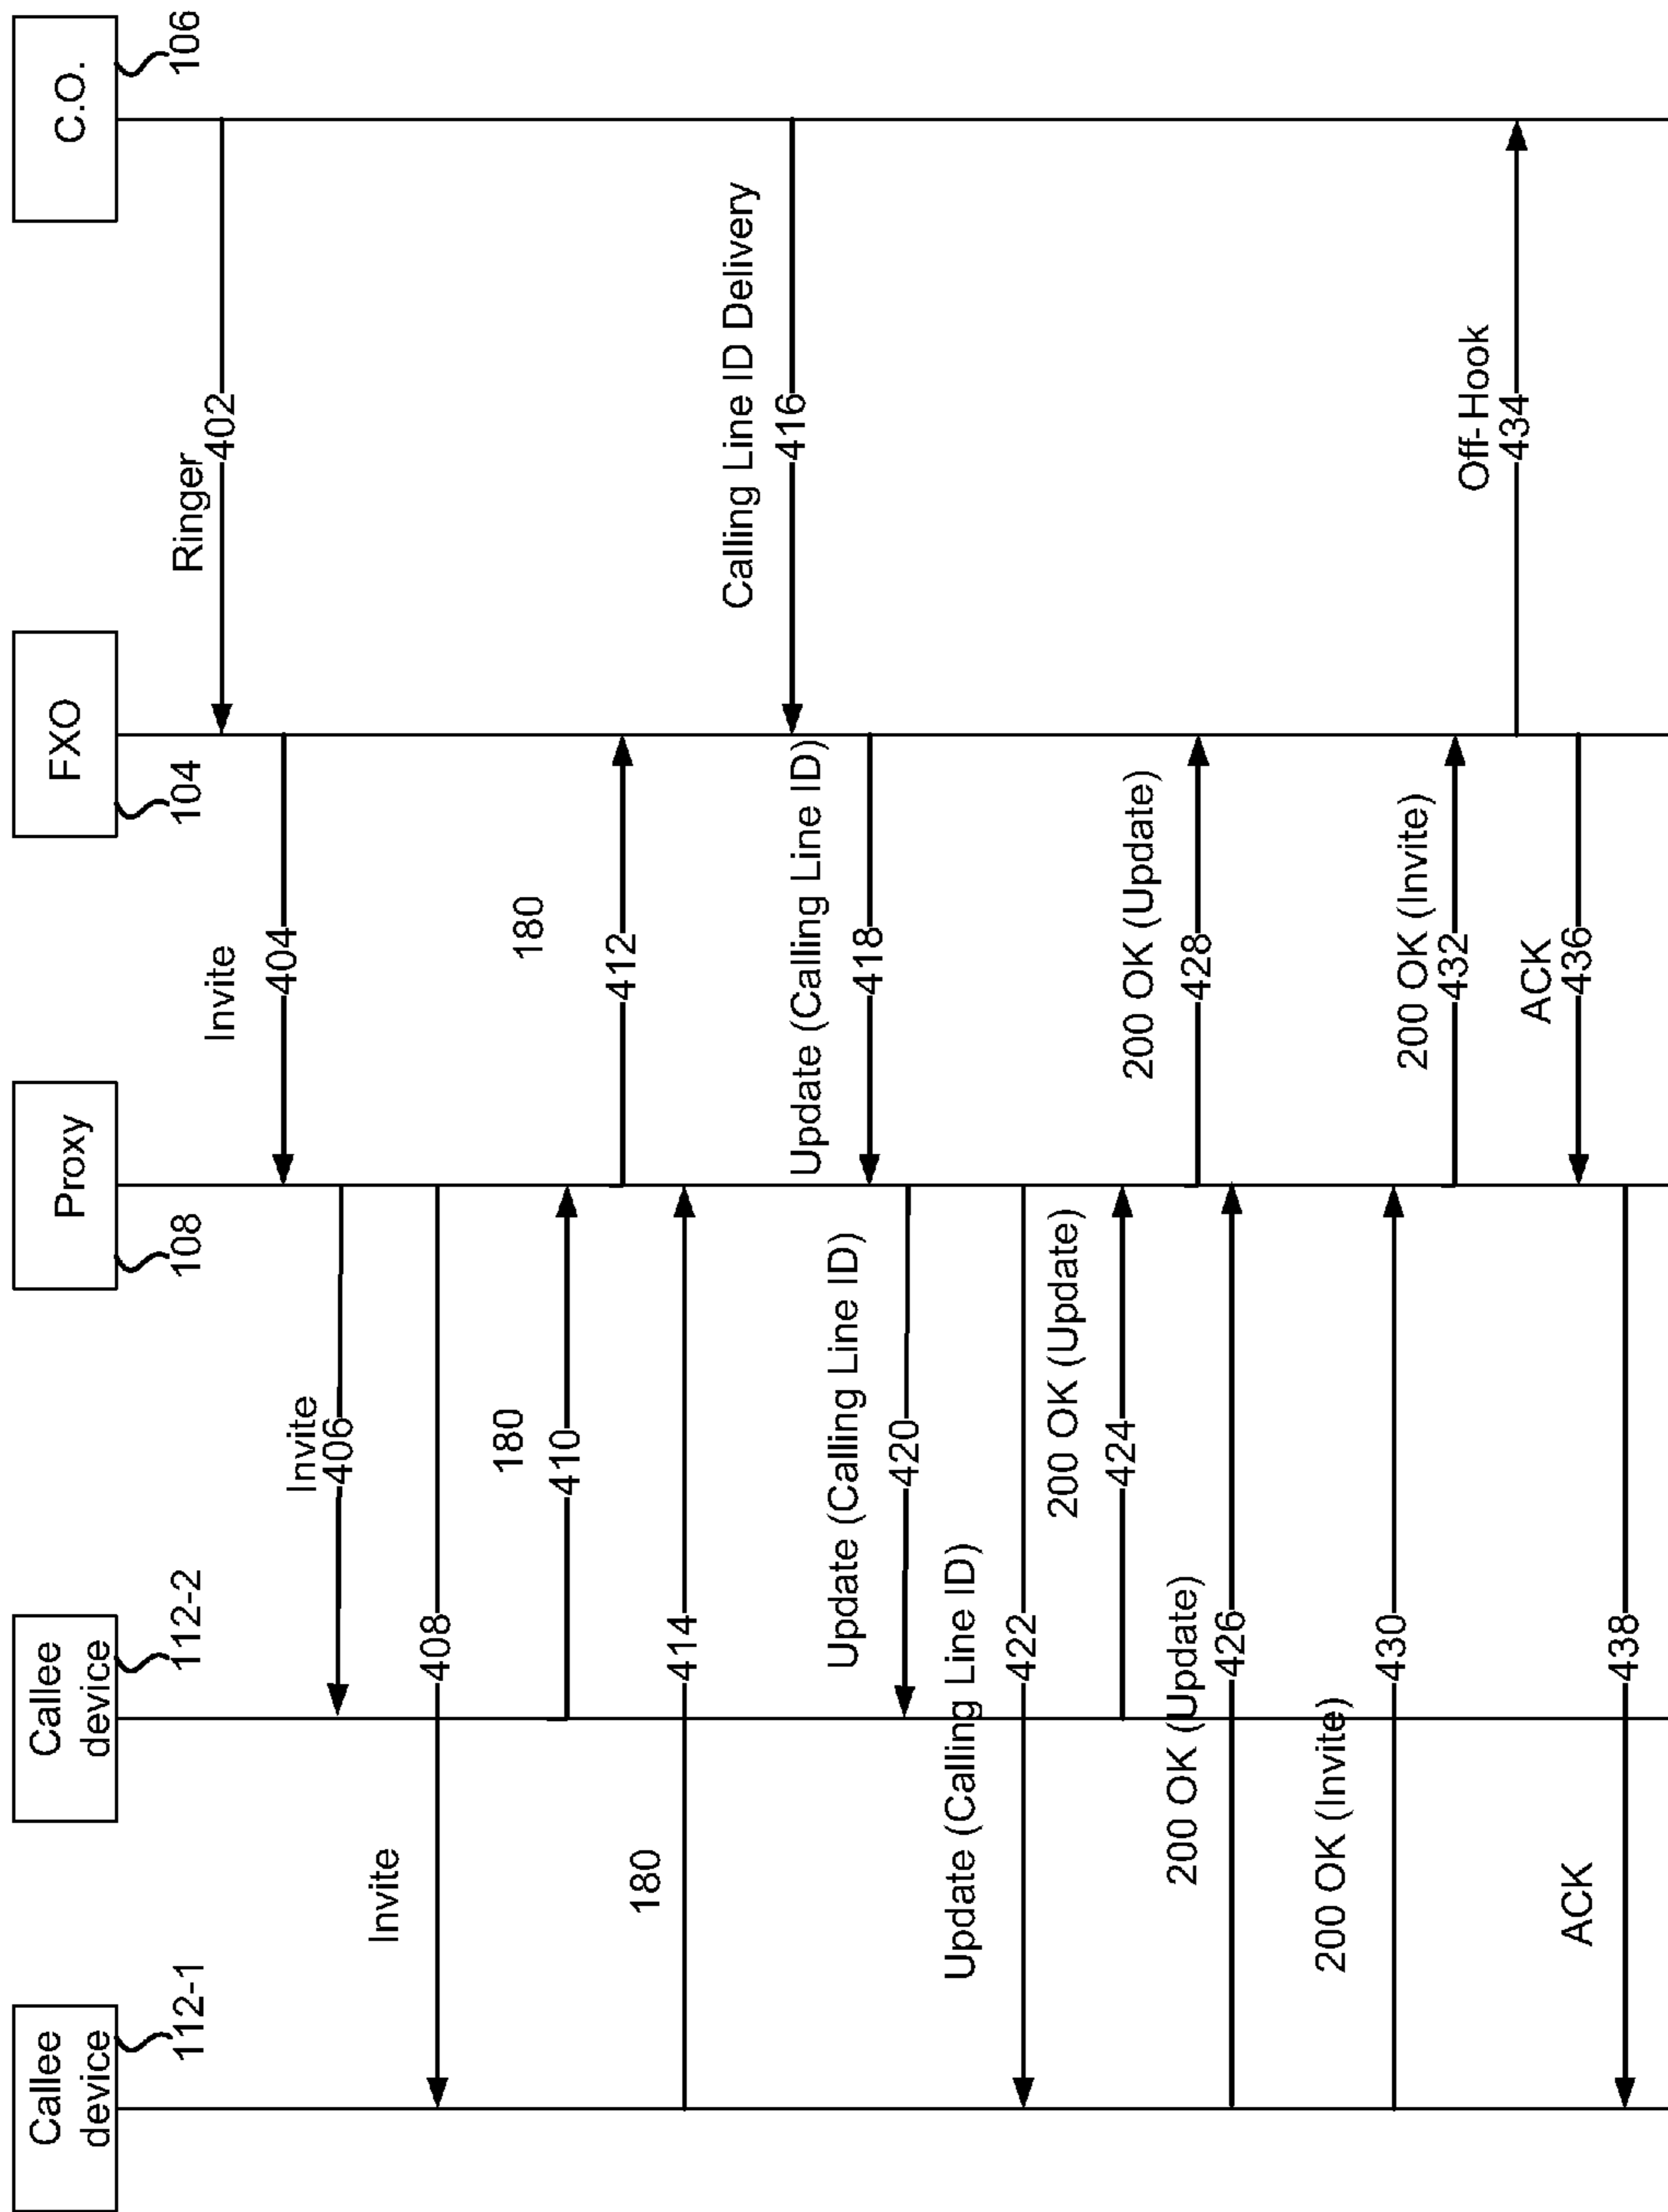 Callee
device
112-1
Callee
device
112-2
Proxy
108
FXO
104
C.O.
106
Ringer
402
Invite
404
Invite
406
Invite
408
180
410
180
412
180
414
Calling Line ID Delivery
416
Update (Calling Line ID)
418
Update (Calling Line ID)
420
Update (Calling Line ID)
422
200 OK (Update)
424
200 OK (Update)
428
200 OK (Update)
426
200 OK (Invite)
430
200 OK (Invite)
432
Off-Hook
434
ACK
436
ACK
438